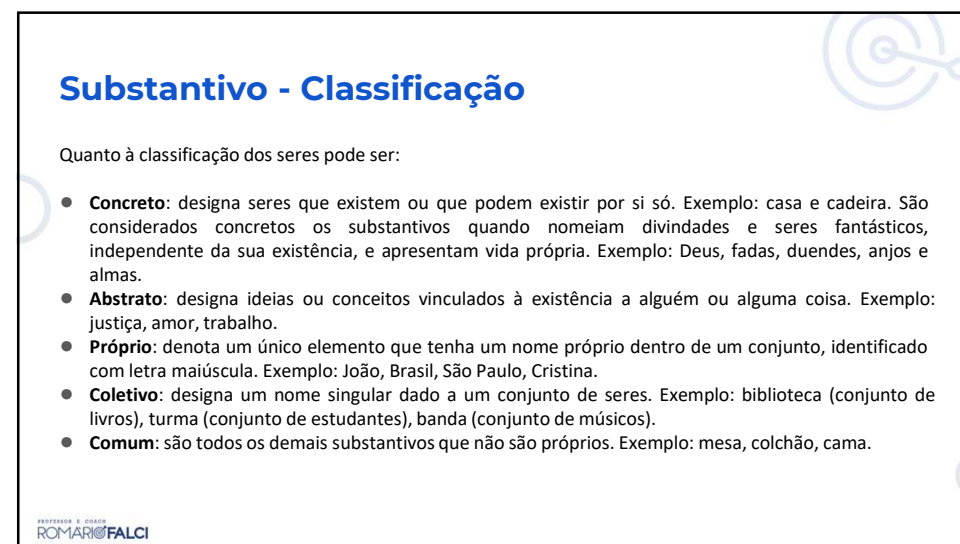 Substantivo - Classificação
Quanto à classificação dos seres pode ser:
● Concreto: designa seres que existem ou que podem existir por si só. Exemplo: casa e cadeira. São
considerados concretos os substantivos quando nomeiam divindades e seres fantásticos,
independente da sua existência, e apresentam vida própria. Exemplo: Deus, fadas, duendes, anjos e
almas.
● Abstrato: designa ideias ou conceitos vinculados à existência a alguém ou alguma coisa. Exemplo:
justiça, amor, trabalho.
● Próprio: denota um único elemento que tenha um nome próprio dentro de um conjunto, identificado
com letra maiúscula. Exemplo: João, Brasil, São Paulo, Cristina.
● Coletivo: designa um nome singular dado a um conjunto de seres. Exemplo: biblioteca (conjunto de
livros), turma (conjunto de estudantes), banda (conjunto de músicos).
● Comum: são todos os demais substantivos que não são próprios. Exemplo: mesa, colchão, cama.
PROFESSOR E COACH
ROMÁRIO FALCI